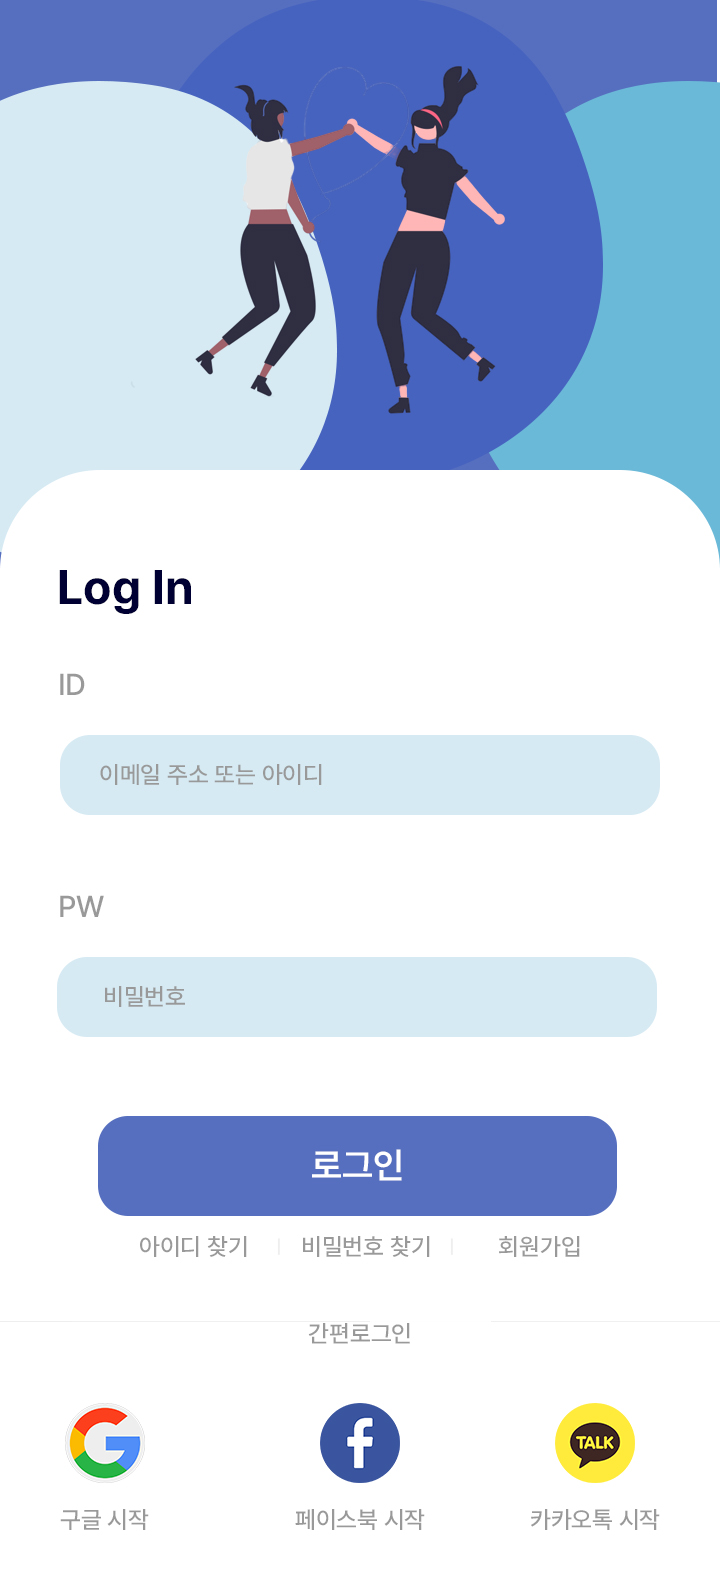 Log In
ID
이메일 주소 또는 아이디
PW
비밀번호
로그인
아이디 찾기 | 비밀번호 찾기 | 회원가입
간편로그인
TALK
구글 시작 페이스북 시작 카카오톡 시작